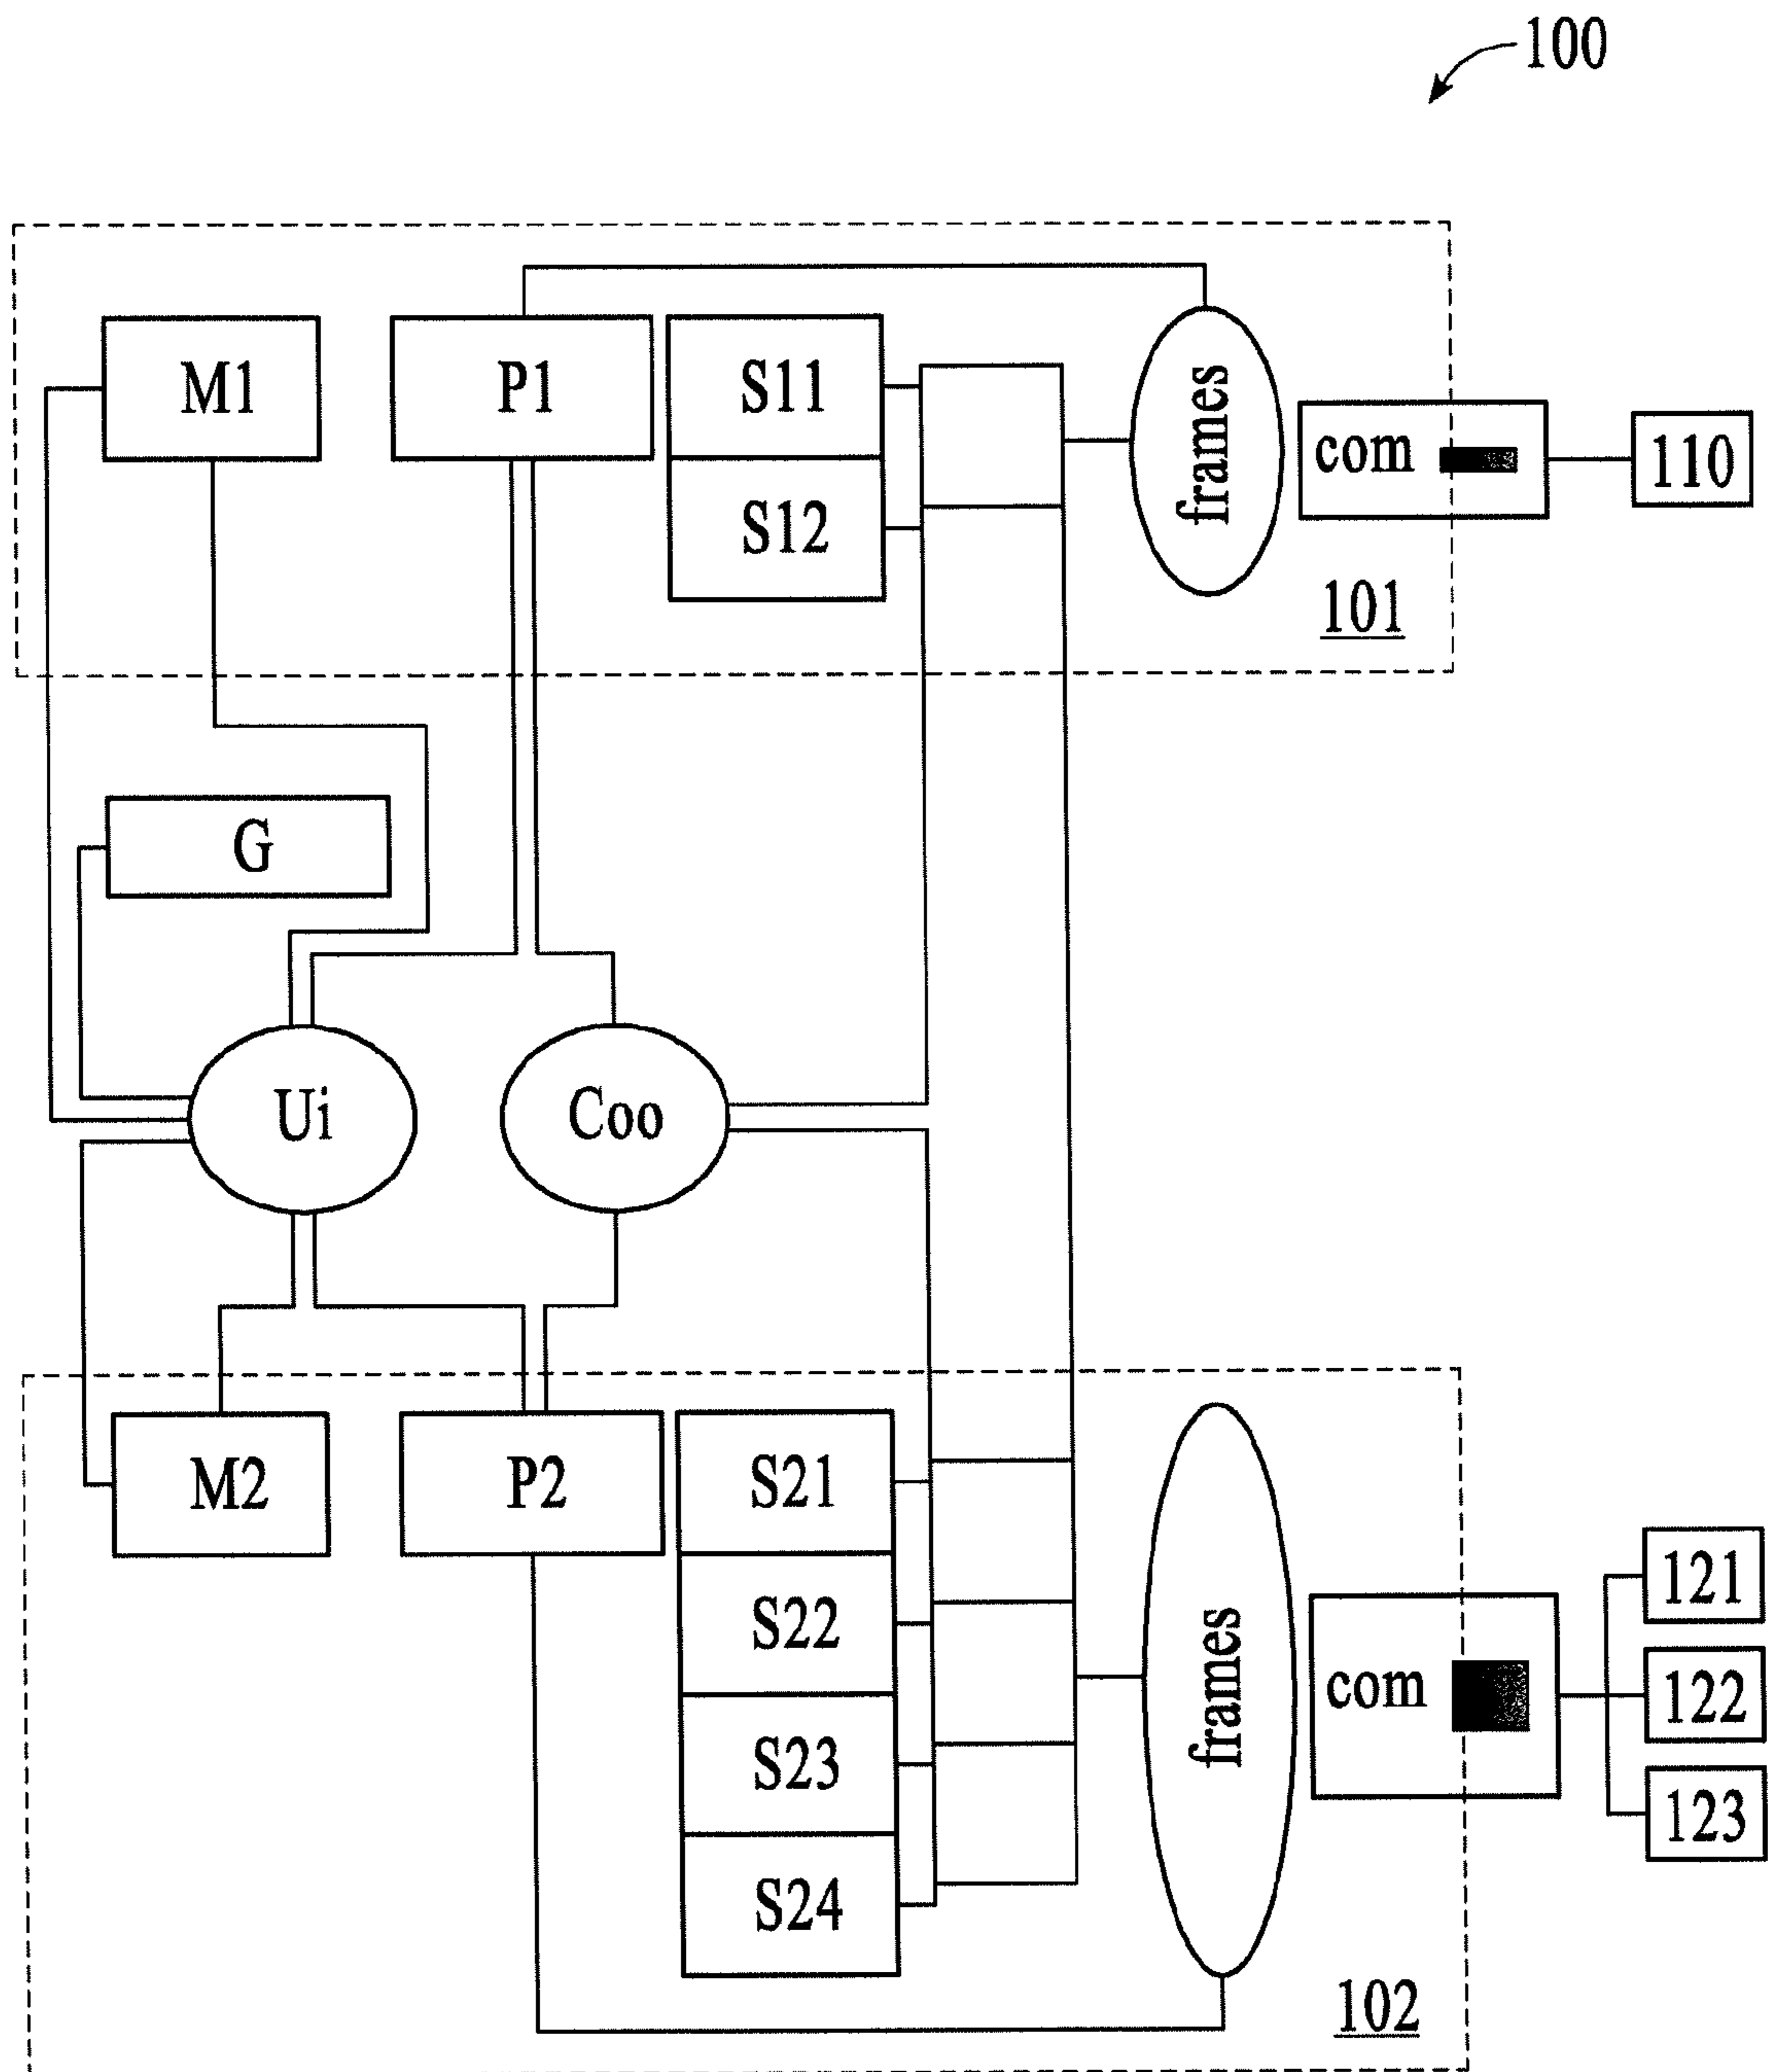 100
M1
P1
S11
S12
frames
com
110
101
G
Ui
Coo
M2
P2
S21
S22
S23
S24
frames
com
121
122
123
102